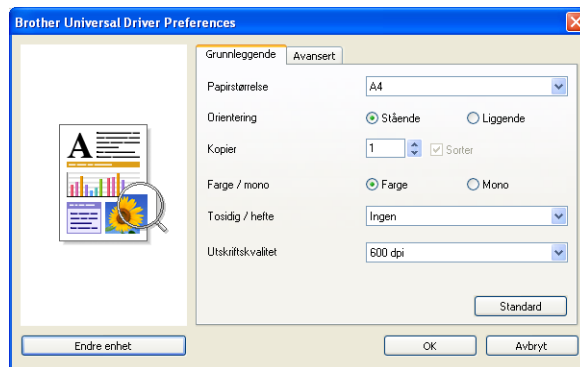 Brother Universal Driver Preferences
Grunnleggende Avansert
Papirstørrelse A4
Orientering Stående Liggende
Kopier 1 Sorter
Farge / mono Farge Mono
Tosidig / hefte Ingen
Utskriftskvalitet 600 dpi
Standard
Endre enhet OK Avbryt
A